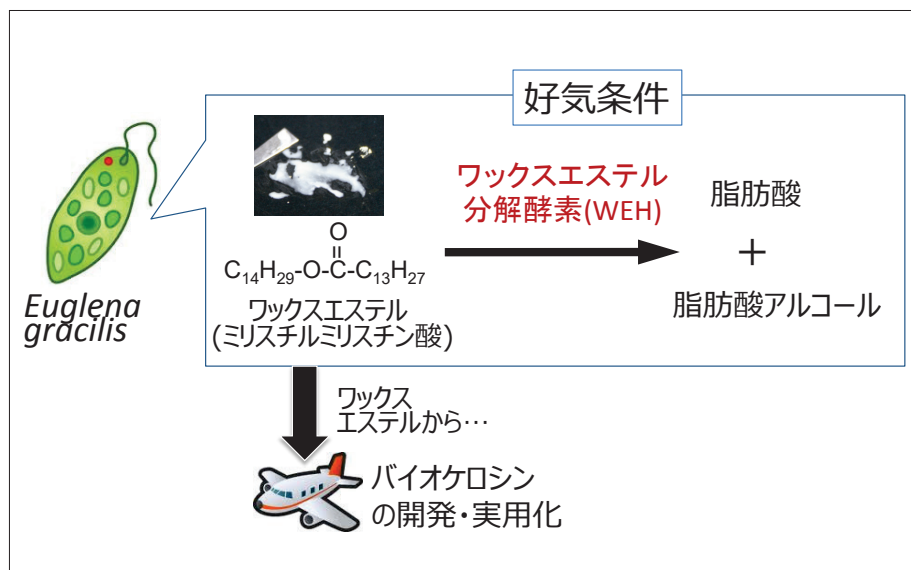 好気条件
ワックスエステル
分解酵素(WEH)
脂肪酸
+
脂肪酸アルコール
O
C14H29-O-C-C13H27
ワックスエステル
(ミリスチルミリスチン酸)
Euglena
gracilis
ワックス
エステルから…
バイオケロシン
の開発・実用化